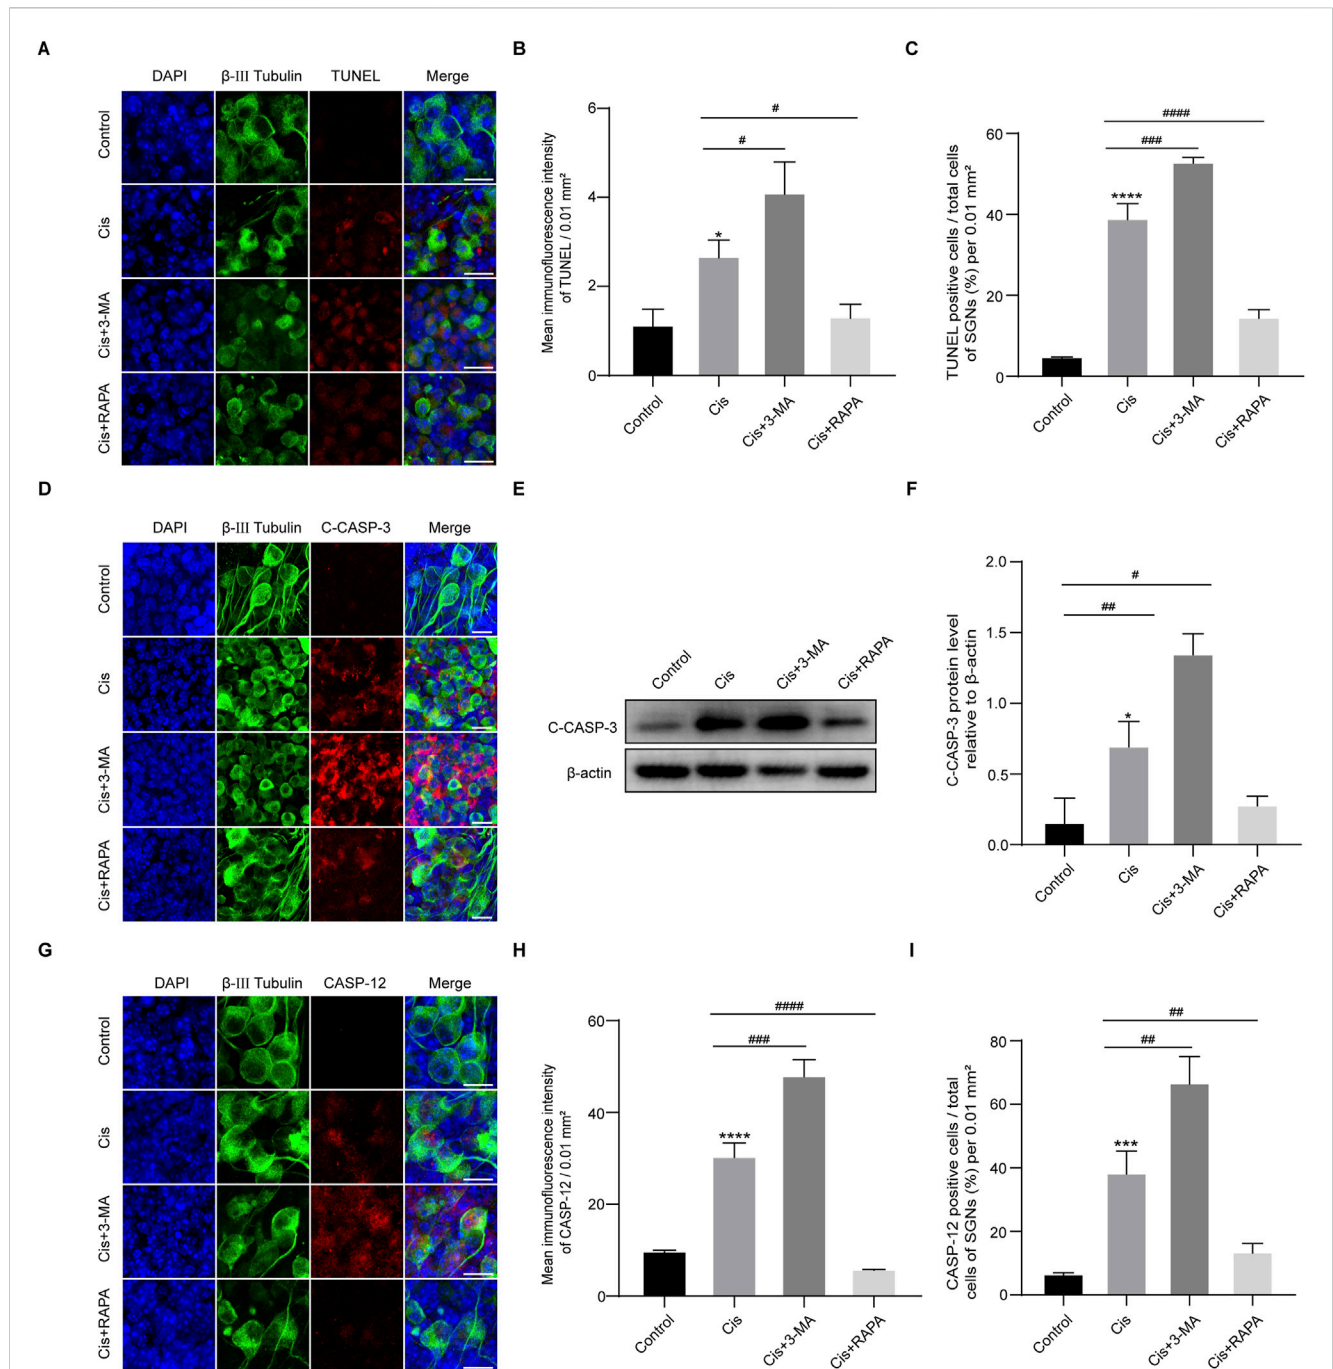 A
DAPI β-III Tubulin TUNEL Merge
Control
Cis
Cis+3-MA
Cis+RAPA
B
Mean immunofluorescence intensity
of TUNEL / 0.01 mm²
6
4
2
0
#
#
*
Control Cis Cis+3-MA Cis+RAPA
C
TUNEL positive cells / total cells
of SGNs (%) per 0.01 mm²
60
40
20
0
####
###
****
Control Cis Cis+3-MA Cis+RAPA
D
DAPI β-III Tubulin C-CASP-3 Merge
Control
Cis
Cis+3-MA
Cis+RAPA
E
Control Cis Cis+3-MA Cis+RAPA
C-CASP-3
β-actin
F
C-CASP-3 protein level
relative to β-actin
2.0
1.5
1.0
0.5
0.0
#
##
*
Control Cis Cis+3-MA Cis+RAPA
G
DAPI β-III Tubulin CASP-12 Merge
Control
Cis
Cis+3-MA
Cis+RAPA
H
Mean immunofluorescence intensity
of CASP-12 / 0.01 mm²
60
40
20
0
####
###
****
Control Cis Cis+3-MA Cis+RAPA
I
CASP-12 positive cells / total
cells of SGNs (%) per 0.01 mm²
80
60
40
20
0
##
##
***
Control Cis Cis+3-MA Cis+RAPA